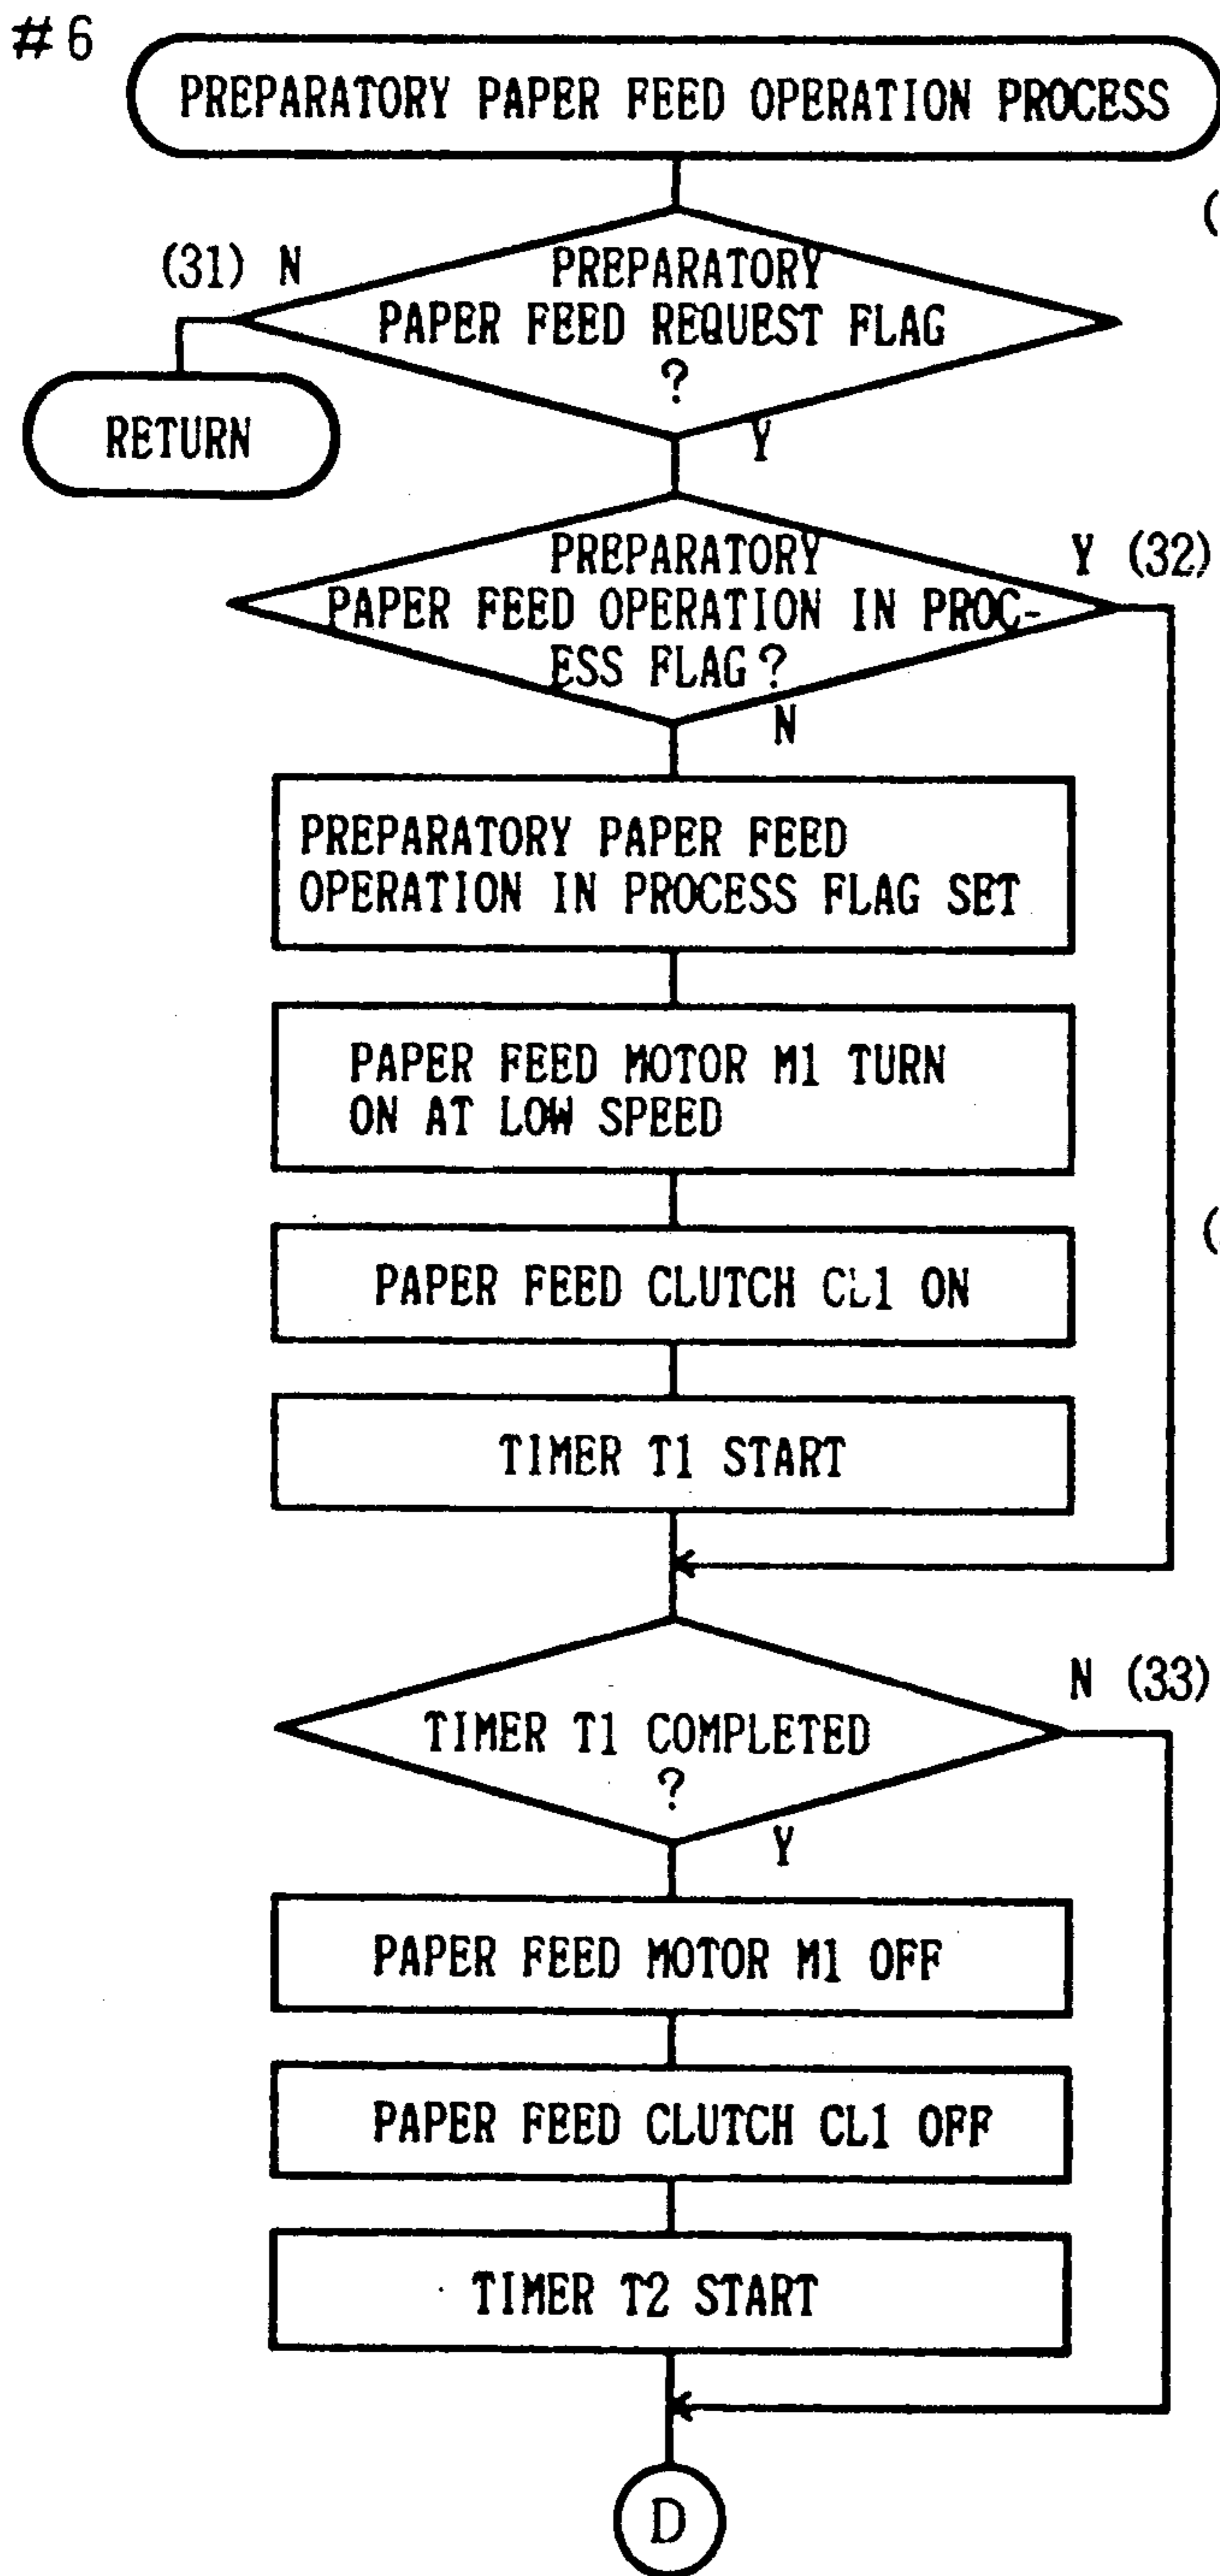 #6
PREPARATORY PAPER FEED OPERATION PROCESS
(
(31) N
PREPARATORY
PAPER FEED REQUEST FLAG
?
RETURN
Y
PREPARATORY
Y (32)
PAPER FEED OPERATION IN PROC-
ESS FLAG?
N
PREPARATORY PAPER FEED
OPERATION IN PROCESS FLAG SET
PAPER FEED MOTOR M1 TURN
ON AT LOW SPEED
(
PAPER FEED CLUTCH CL1 ON
TIMER T1 START
N (33)
TIMER T1 COMPLETED
?
Y
PAPER FEED MOTOR M1 OFF
PAPER FEED CLUTCH CL1 OFF
TIMER T2 START
D